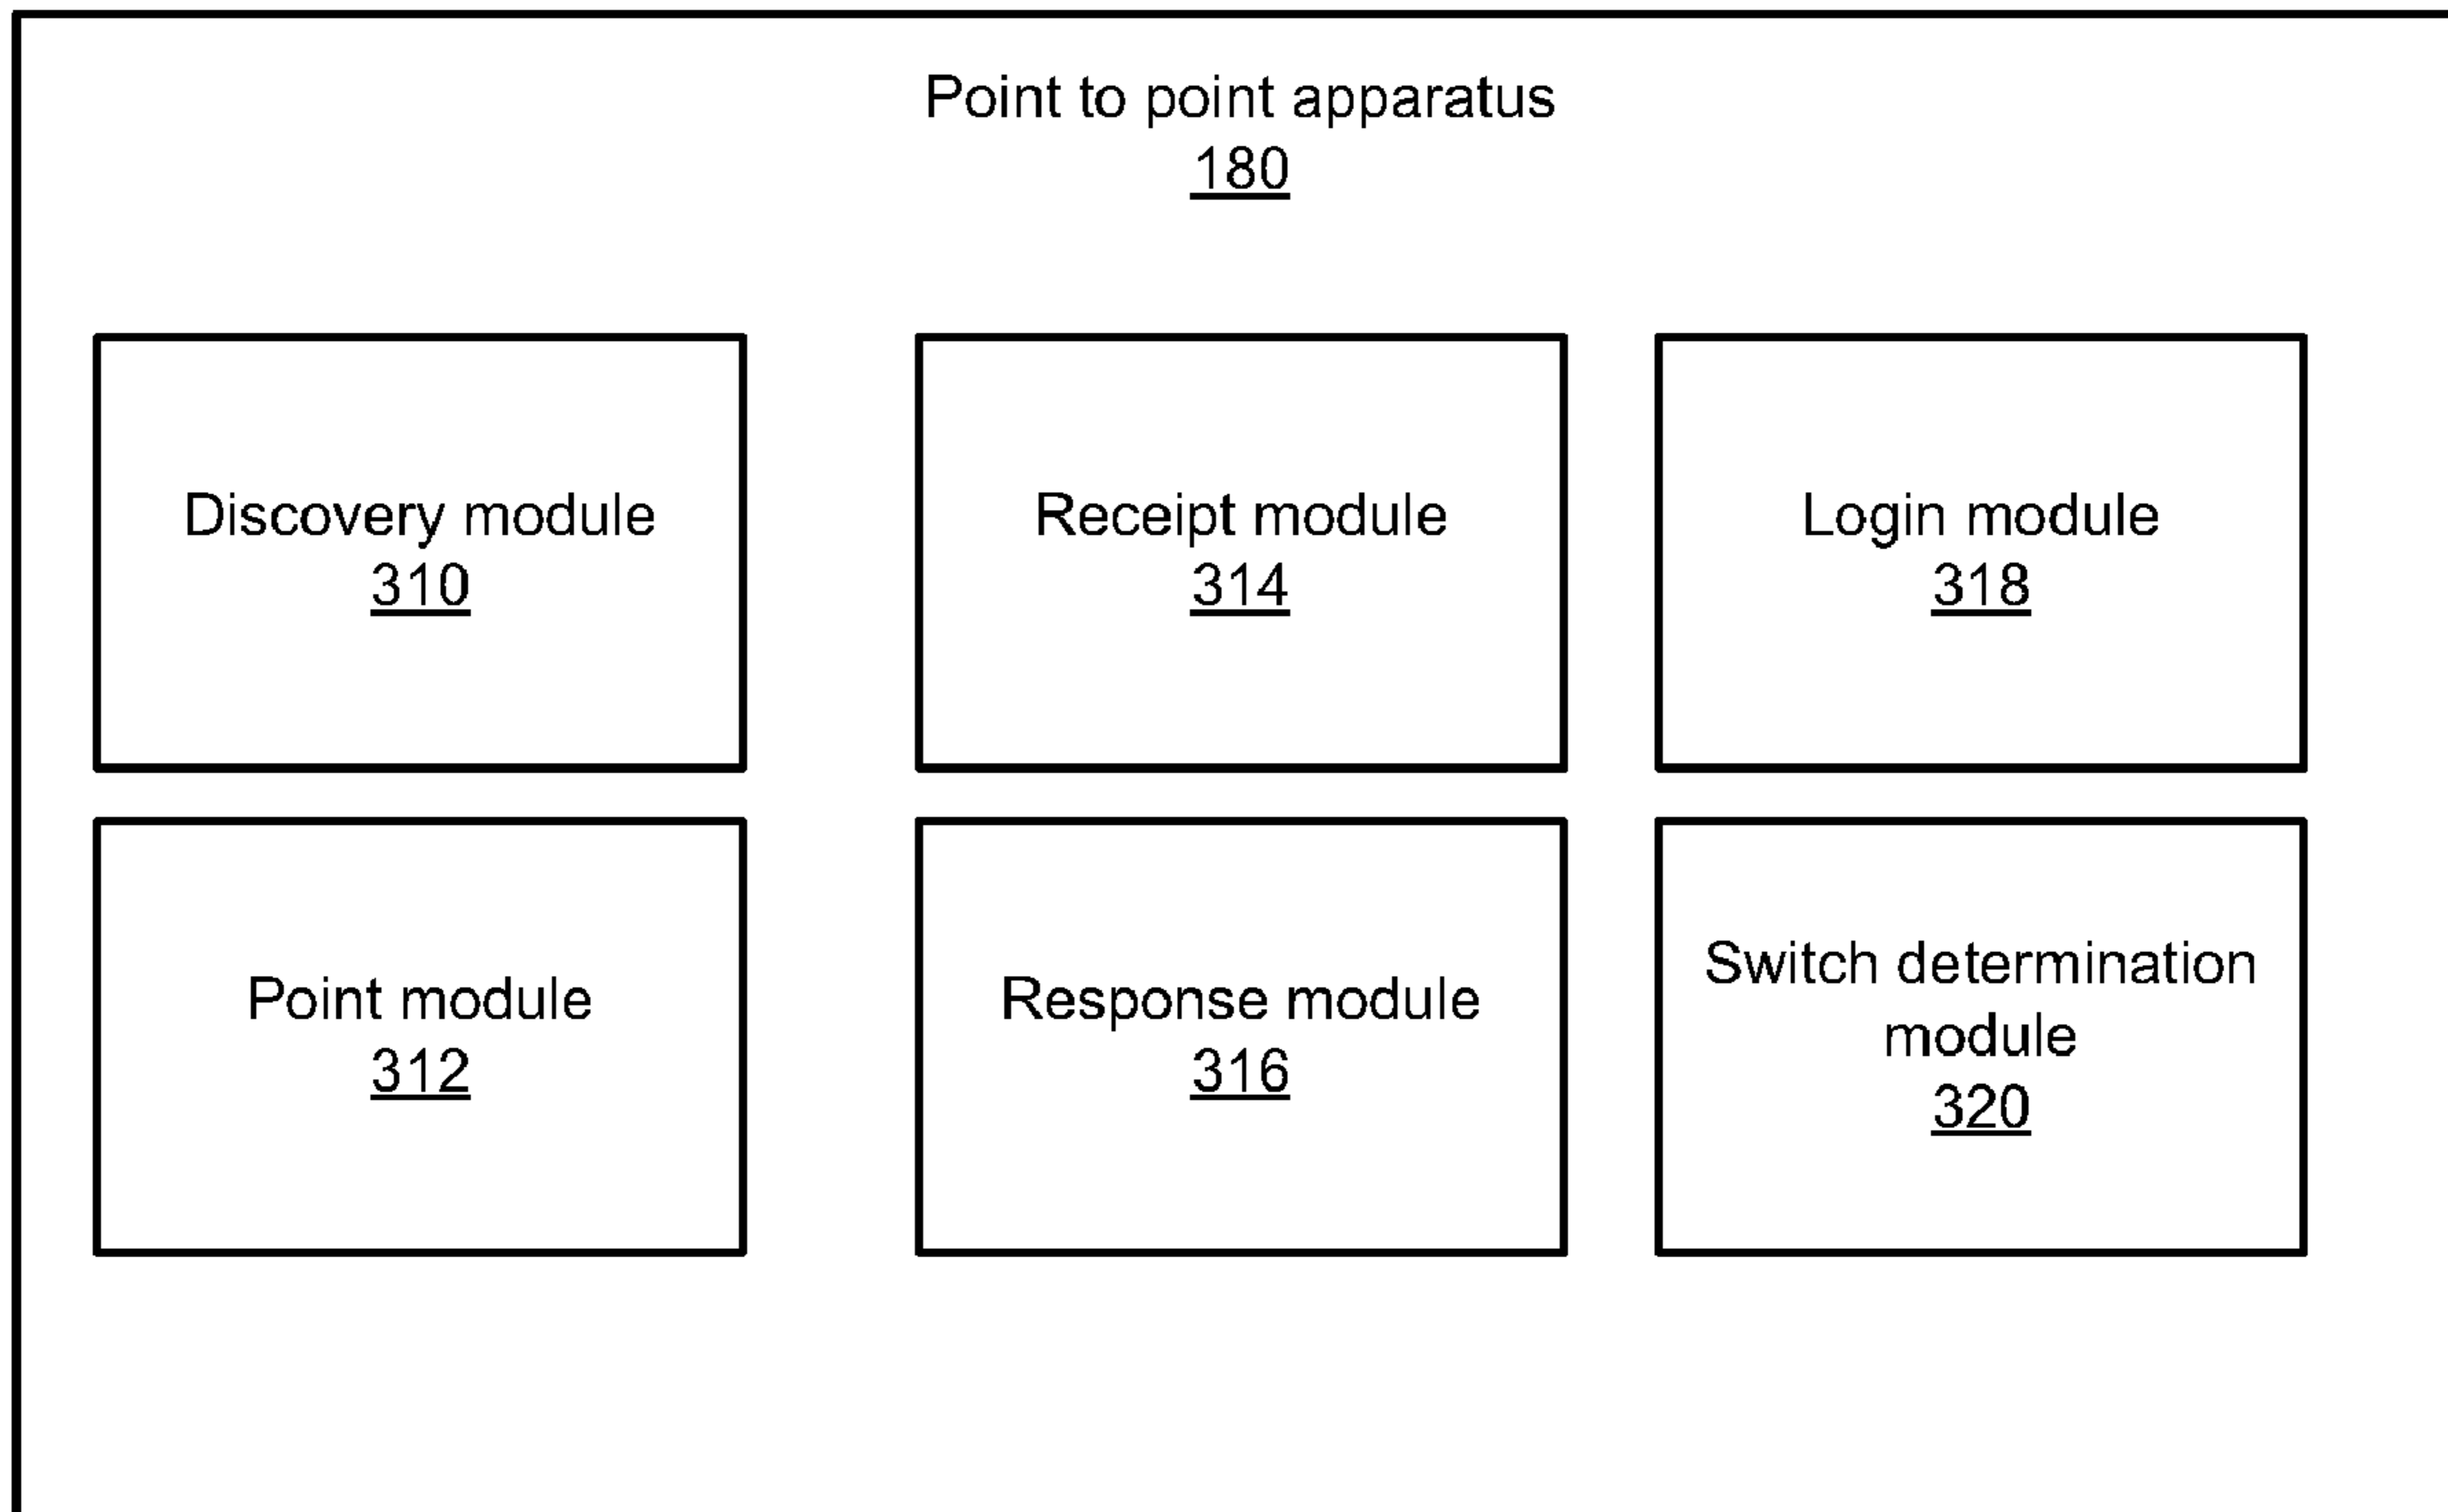 Point to point apparatus
180
Discovery module
310
Receipt module
314
Login module
318
Point module
312
Response module
316
Switch determination
module
320